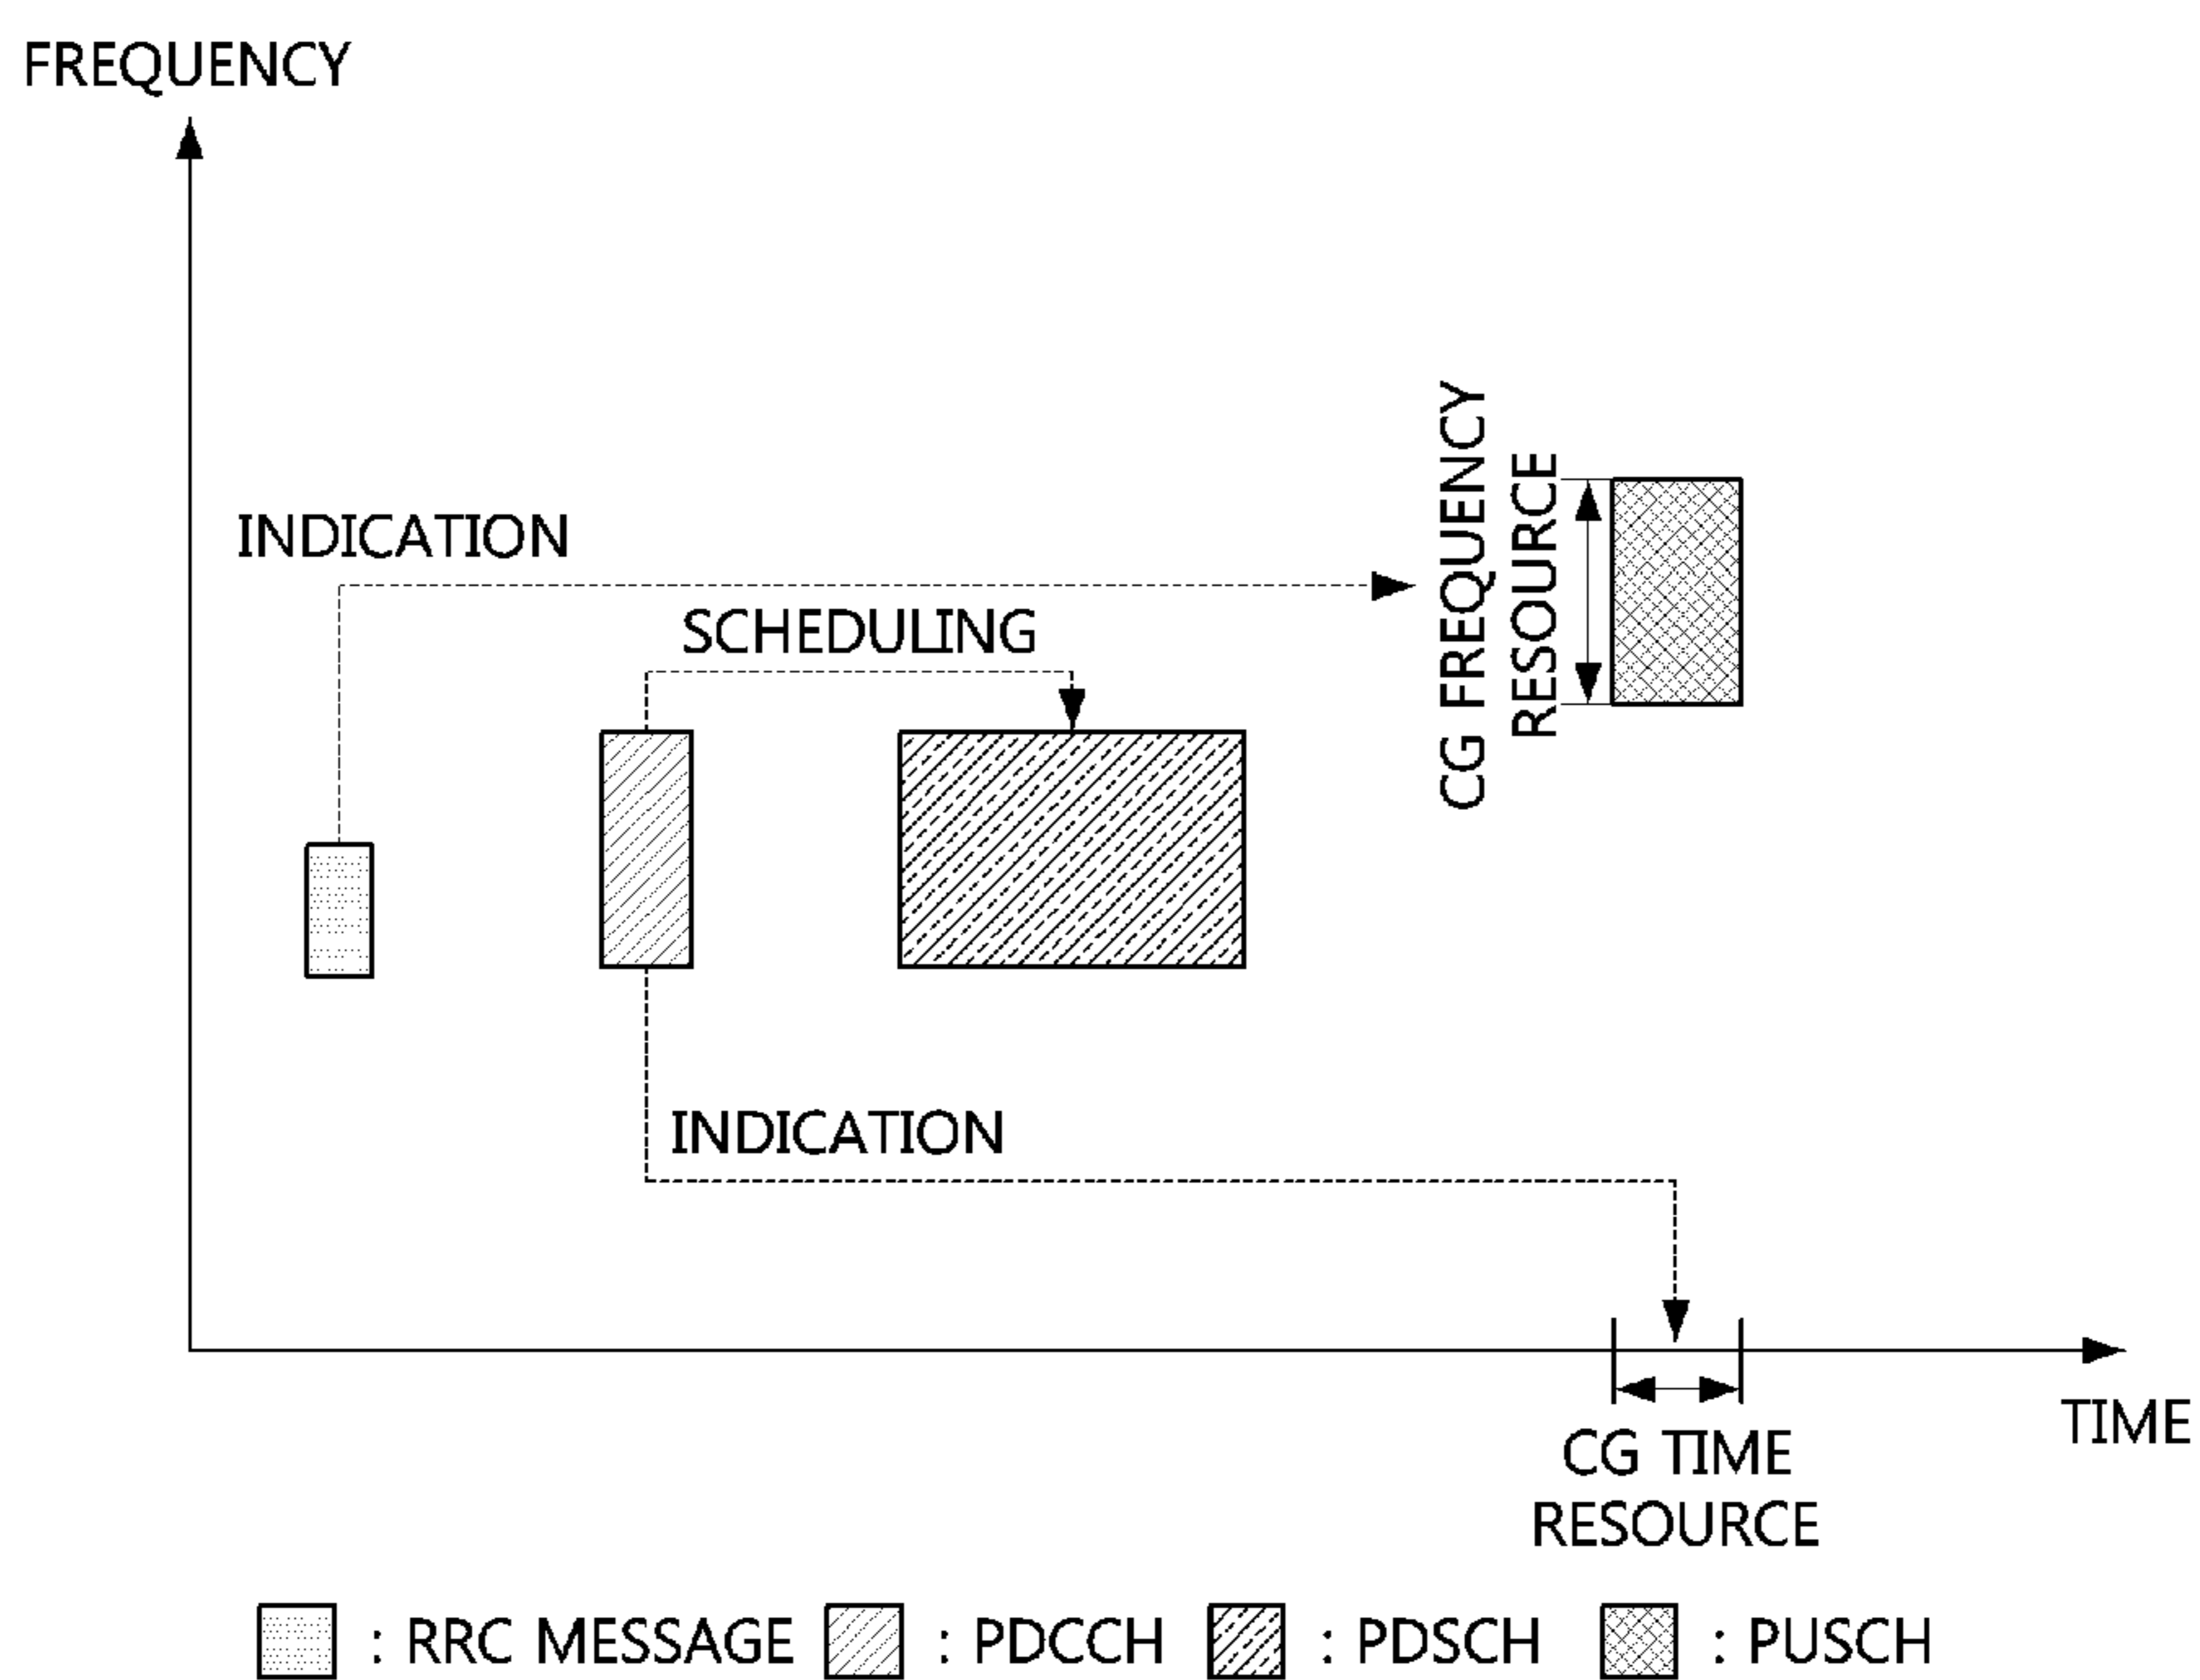 FREQUENCY
INDICATION
SCHEDULING
CG FREQUENCY
RESOURCE
INDICATION
TIME
CG TIME
RESOURCE
: RRC MESSAGE : PDCCH : PDSCH : PUSCH